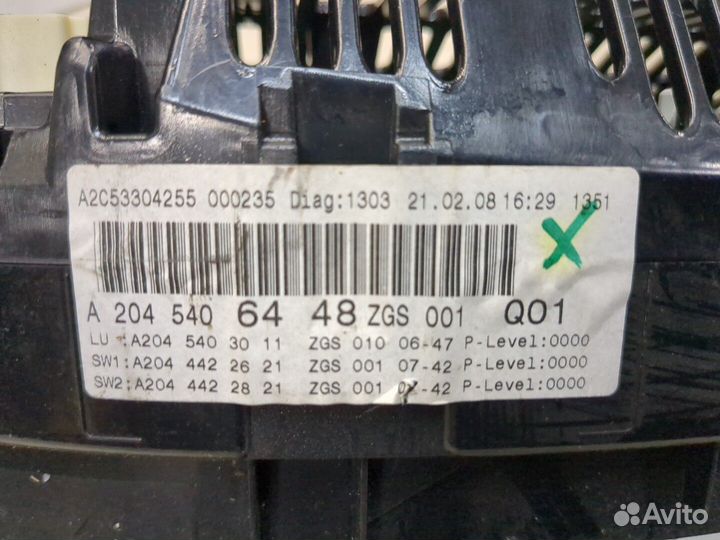 A2C53304255 000235 Diag:1303 21.02.08 16:29 1351
A 204 540 64 48 ZGS 001 Q01
LU :A204 540 30 11 ZGS 010 06-47 P-Level:0000
SW1:A204 442 26 21 ZGS 001 07-42 P-Level:0000
SW2:A204 442 28 21 ZGS 001 07-42 P-Level:0000
Avito